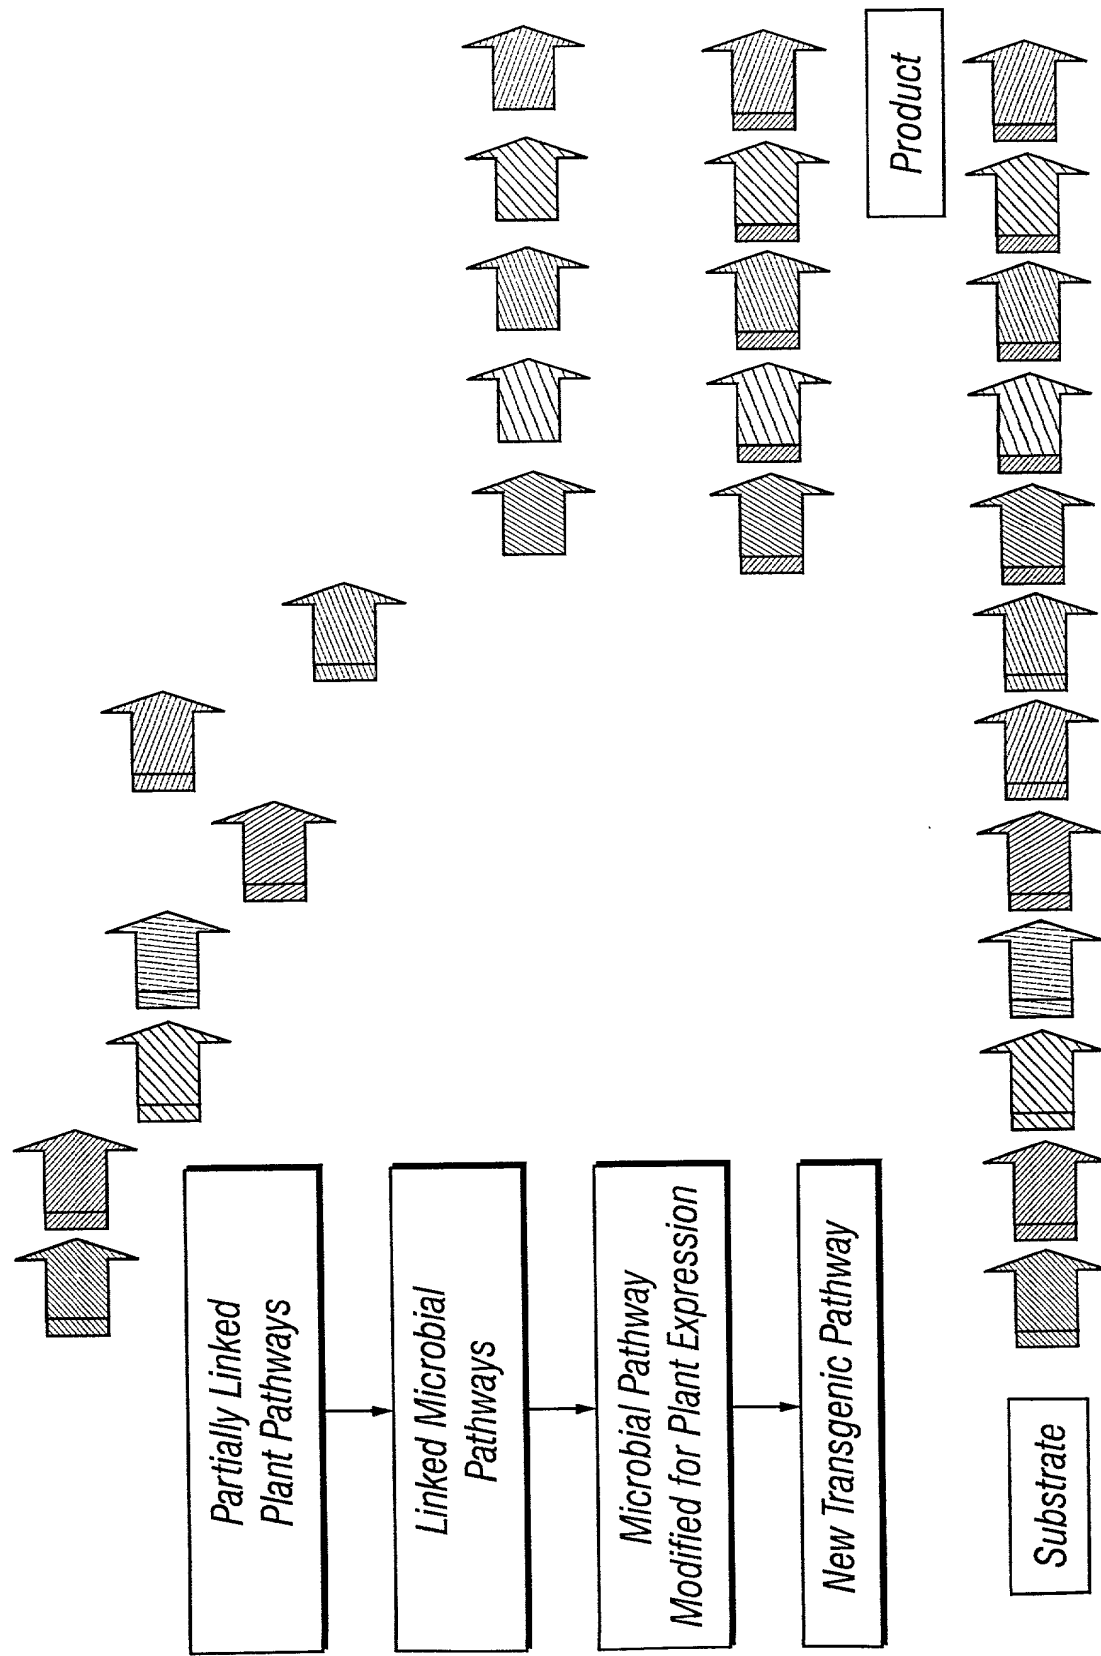 Partially Linked
Plant Pathways
Linked Microbial
Pathways
Microbial Pathway
Modified for Plant Expression
New Transgenic Pathway
Substrate
Product